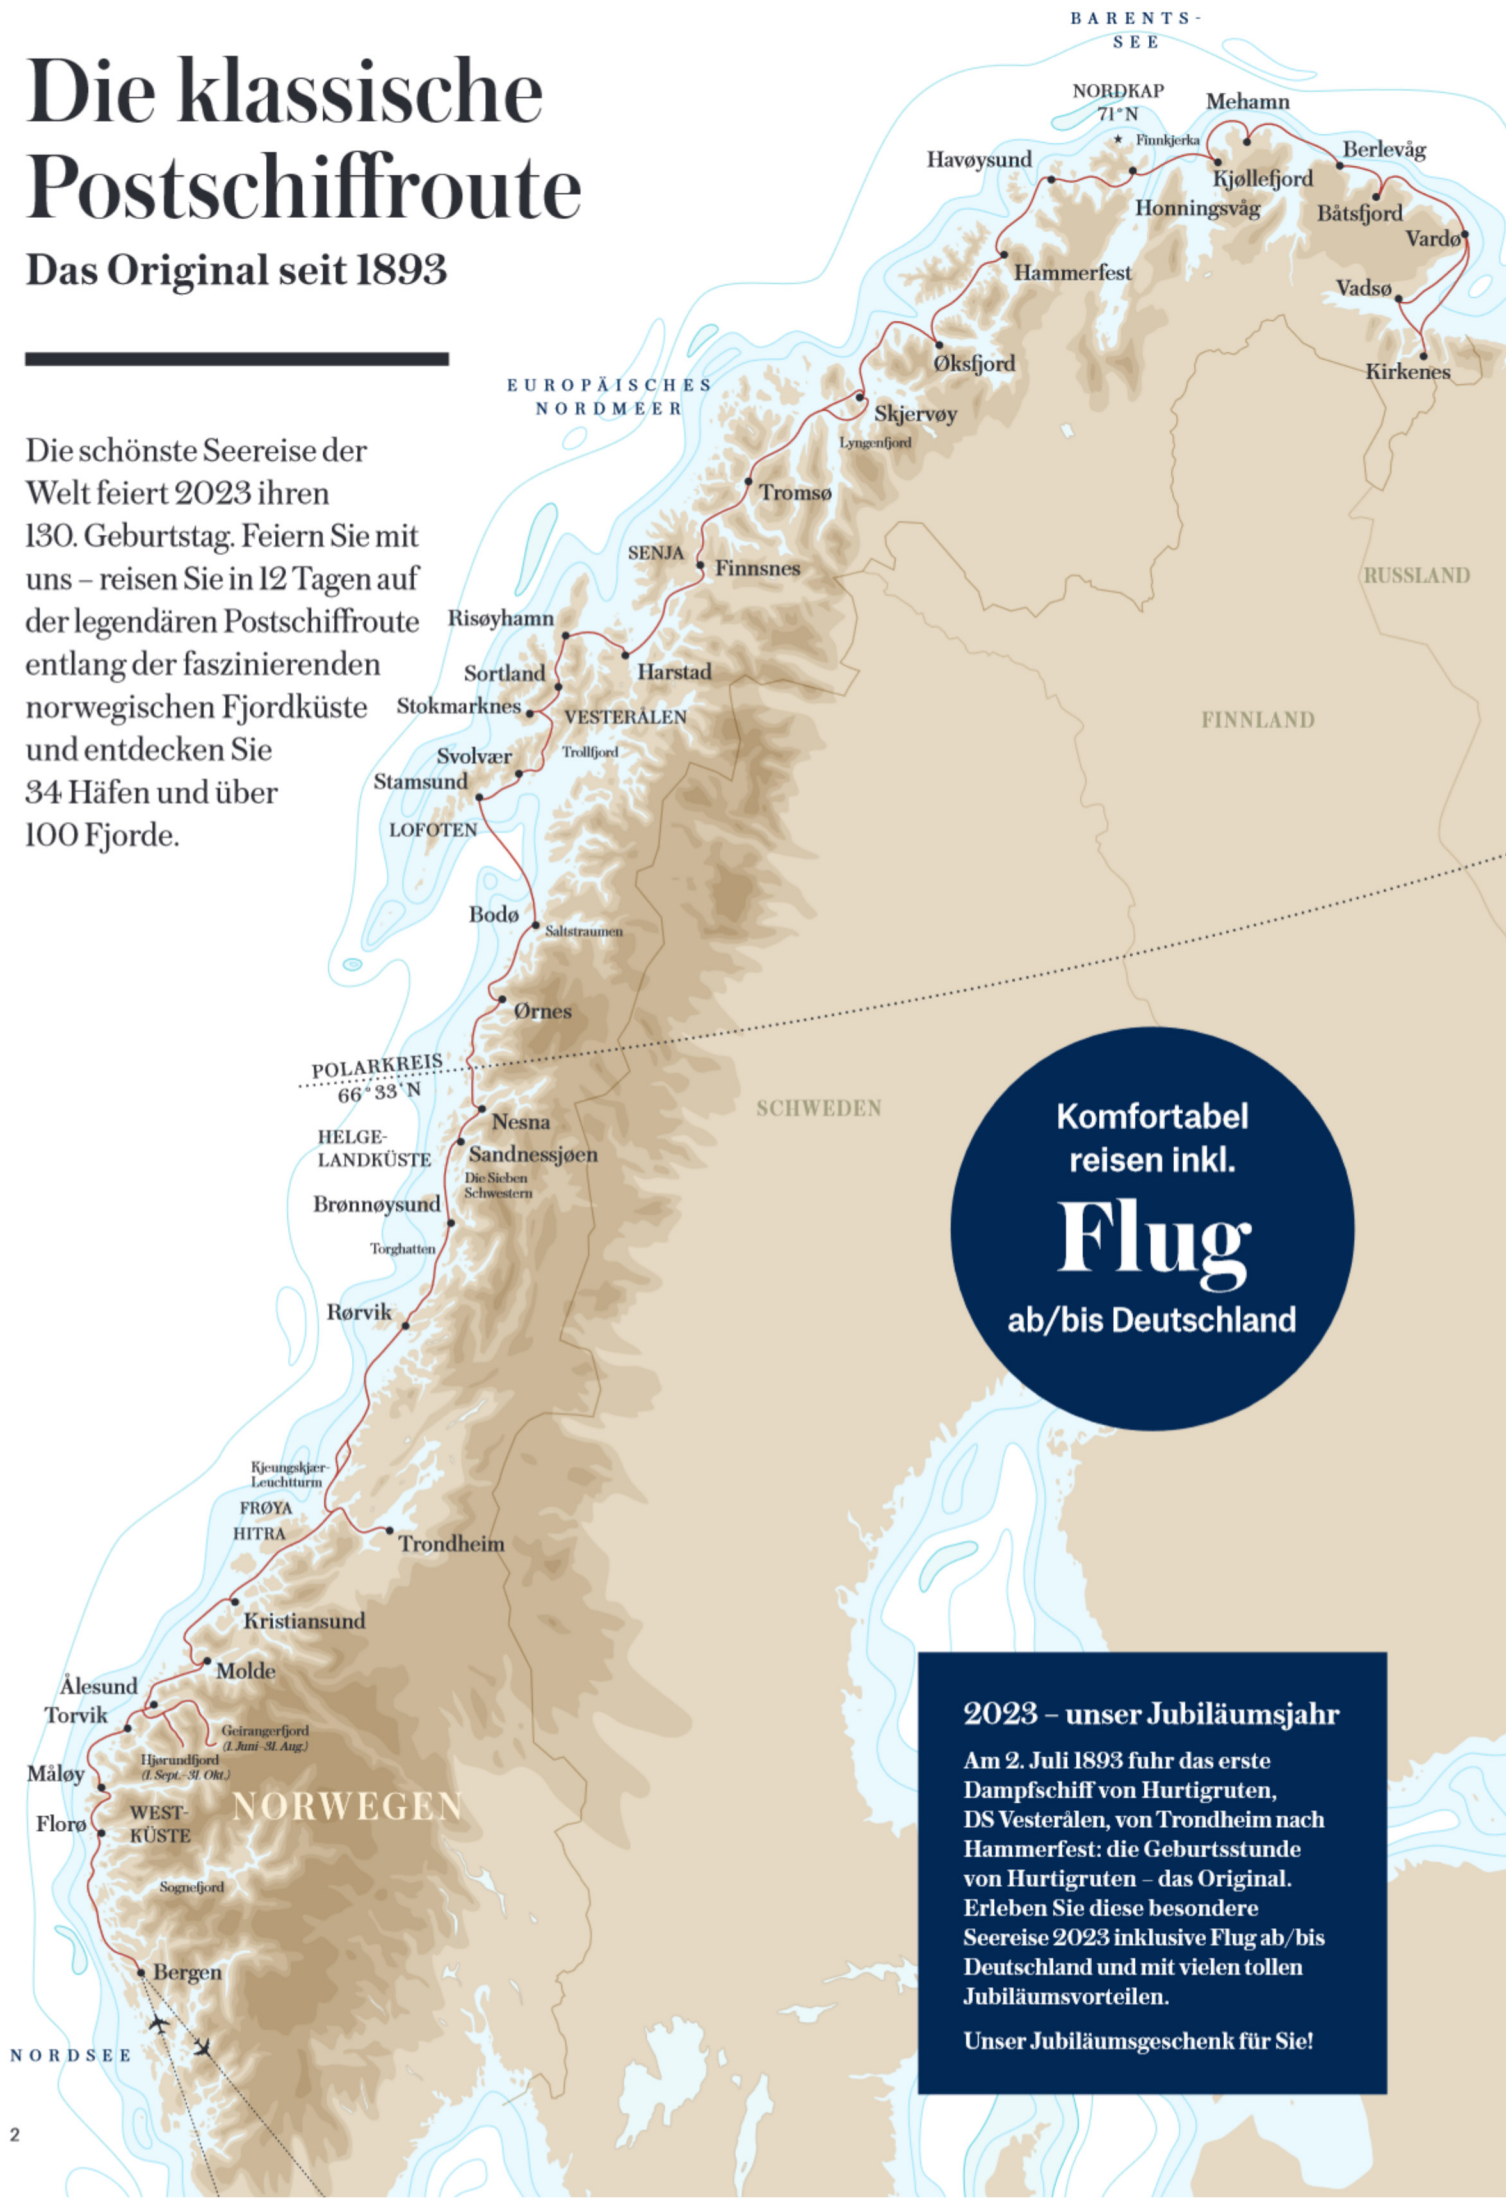 Die klassische
Postschiffroute
Das Original seit 1893
Die schönste Seereise der
Welt feiert 2023 ihren
130. Geburtstag. Feiern Sie mit
uns – reisen Sie in 12 Tagen auf
der legendären Postschiffroute
entlang der faszinierenden
norwegischen Fjordküste
und entdecken Sie
34 Häfen und über
100 Fjorde.
BARENTS-
SEE
NORDKAP
71°N
Mehamn
Finnkjerka
Berlevåg
Havøysund
Kjøllefjord
Honningsvåg
Båtsfjord
Vardø
Hammerfest
Vadsø
Øksfjord
Kirkenes
EUROPÄISCHES
NORDMEER
Skjervøy
Lyngenfjord
Tromsø
SENJA
Finnsnes
RUSSLAND
Risøyhamn
Harstad
Sortland
Stokmarknes
VESTERÅLEN
FINNLAND
Trollfjord
Svolvær
Stamsund
LOFOTEN
Bodø
Saltstraumen
Ørnes
POLARKREIS
66°33'N
SCHWEDEN
Nesna
HELGE-
LANDKÜSTE
Sandnessjøen
Die Sieben
Schwestern
Brønnøysund
Torghatten
Rørvik
Komfortabel
reisen inkl.
Flug
ab/bis Deutschland
Kjeungskjær-
Leuchtturm
FRØYA
HITRA
Trondheim
Kristiansund
Molde
Ålesund
Torvik
Geirangerfjord
(1. Juni–31. Aug.)
Hjørundfjord
(1. Sept.–31. Okt.)
Måløy
NORWEGEN
WEST-
KÜSTE
Florø
Sognefjord
Bergen
NORDSEE
2023 – unser Jubiläumsjahr
Am 2. Juli 1893 fuhr das erste
Dampfschiff von Hurtigruten,
DS Vesterålen, von Trondheim nach
Hammerfest: die Geburtsstunde
von Hurtigruten – das Original.
Erleben Sie diese besondere
Seereise 2023 inklusive Flug ab/bis
Deutschland und mit vielen tollen
Jubiläumsvorteilen.
Unser Jubiläumsgeschenk für Sie!
2